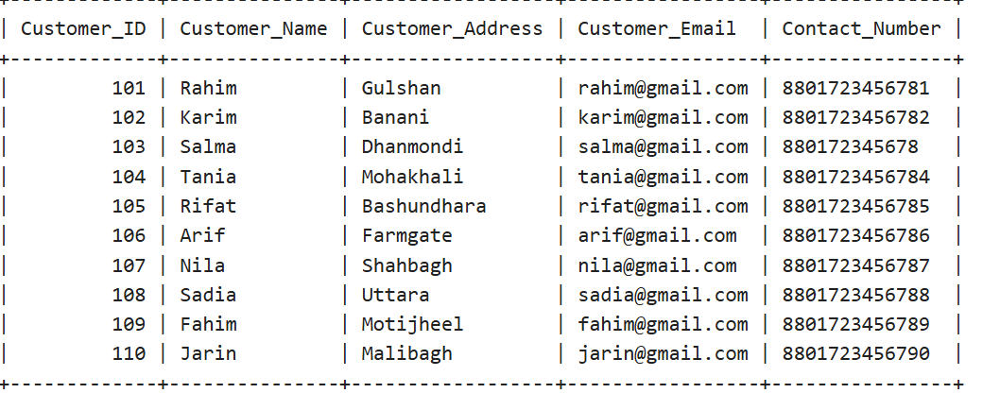 +-------------+---------------+------------------+-----------------+----------------+
| Customer_ID | Customer_Name | Customer_Address | Customer_Email  | Contact_Number |
+-------------+---------------+------------------+-----------------+----------------+
|         101 | Rahim         | Gulshan          | rahim@gmail.com | 8801723456781  |
|         102 | Karim         | Banani           | karim@gmail.com | 8801723456782  |
|         103 | Salma         | Dhanmondi        | salma@gmail.com | 880172345678   |
|         104 | Tania         | Mohakhali        | tania@gmail.com | 8801723456784  |
|         105 | Rifat         | Bashundhara      | rifat@gmail.com | 8801723456785  |
|         106 | Arif          | Farmgate         | arif@gmail.com  | 8801723456786  |
|         107 | Nila          | Shahbagh         | nila@gmail.com  | 8801723456787  |
|         108 | Sadia         | Uttara           | sadia@gmail.com | 8801723456788  |
|         109 | Fahim         | Motijheel        | fahim@gmail.com | 8801723456789  |
|         110 | Jarin         | Malibagh         | jarin@gmail.com | 8801723456790  |
+-------------+---------------+------------------+-----------------+----------------+